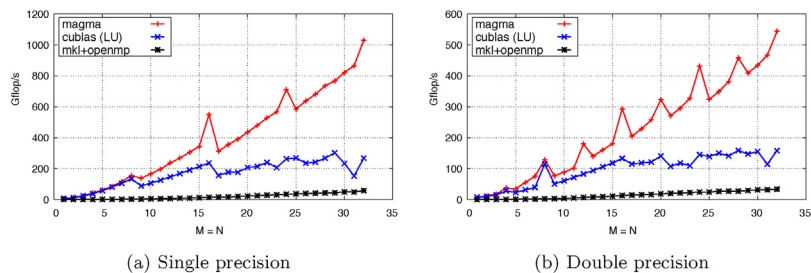 1200
1000
800
600
400
200
0
Gflop/s
magma
cublas (LU)
mkl+openmp
0 5 10 15 20 25 30 35
M = N
(a) Single precision
600
500
400
300
200
100
0
Gflop/s
magma
cublas (LU)
mkl+openmp
0 5 10 15 20 25 30 35
M = N
(b) Double precision